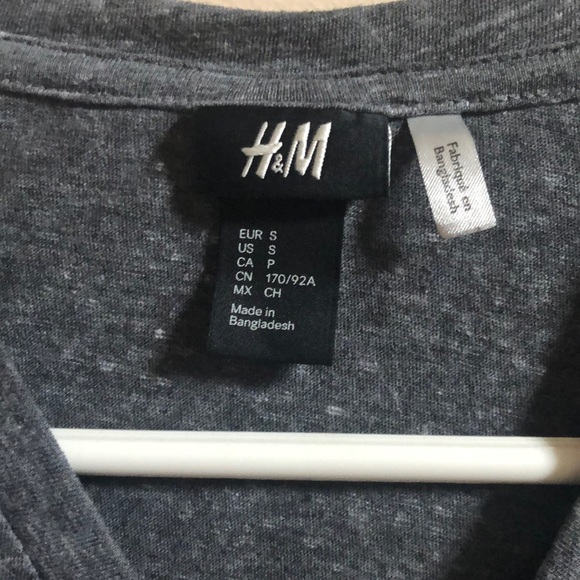 H&M
EUR S
US S
CA P
CN 170/92A
MX CH
Made in
Bangladesh
Fabriqué en
Bangladesh